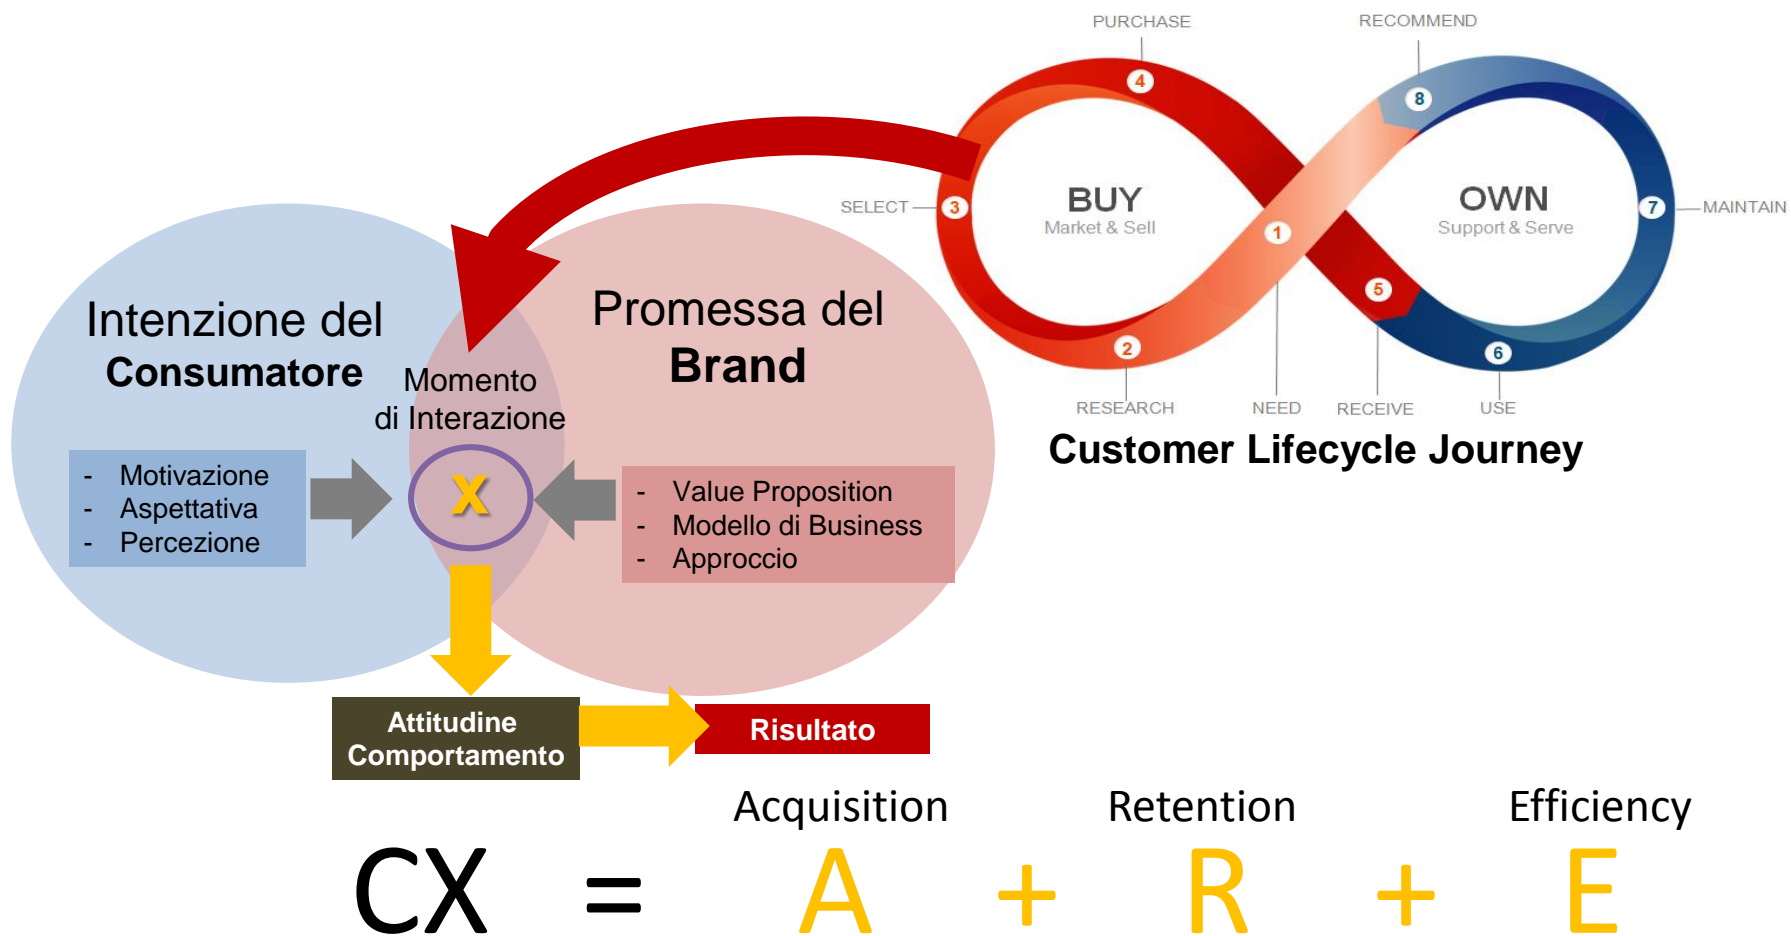 PURCHASE
RECOMMEND
4
8
SELECT
3
BUY
Market & Sell
1
OWN
Support & Serve
7
MAINTAIN
5
2
6
RESEARCH
NEED
RECEIVE
USE
Customer Lifecycle Journey
Intenzione del
Consumatore
Promessa del
Brand
Momento
di Interazione
- Motivazione
- Aspettativa
- Percezione
X
- Value Proposition
- Modello di Business
- Approccio
Attitudine
Comportamento
Risultato
Acquisition
Retention
Efficiency
CX = A + R + E